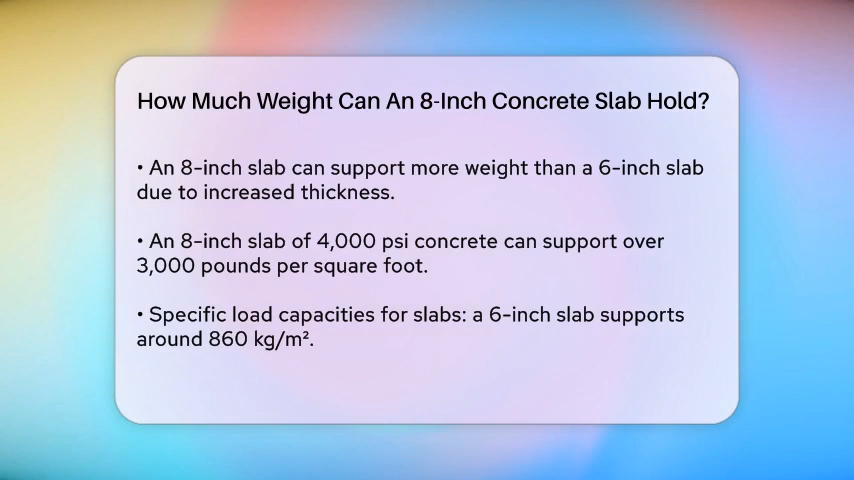 How Much Weight Can An 8-Inch Concrete Slab Hold?
• An 8-inch slab can support more weight than a 6-inch slab
due to increased thickness.
• An 8-inch slab of 4,000 psi concrete can support over
3,000 pounds per square foot.
• Specific load capacities for slabs: a 6-inch slab supports
around 860 kg/m².